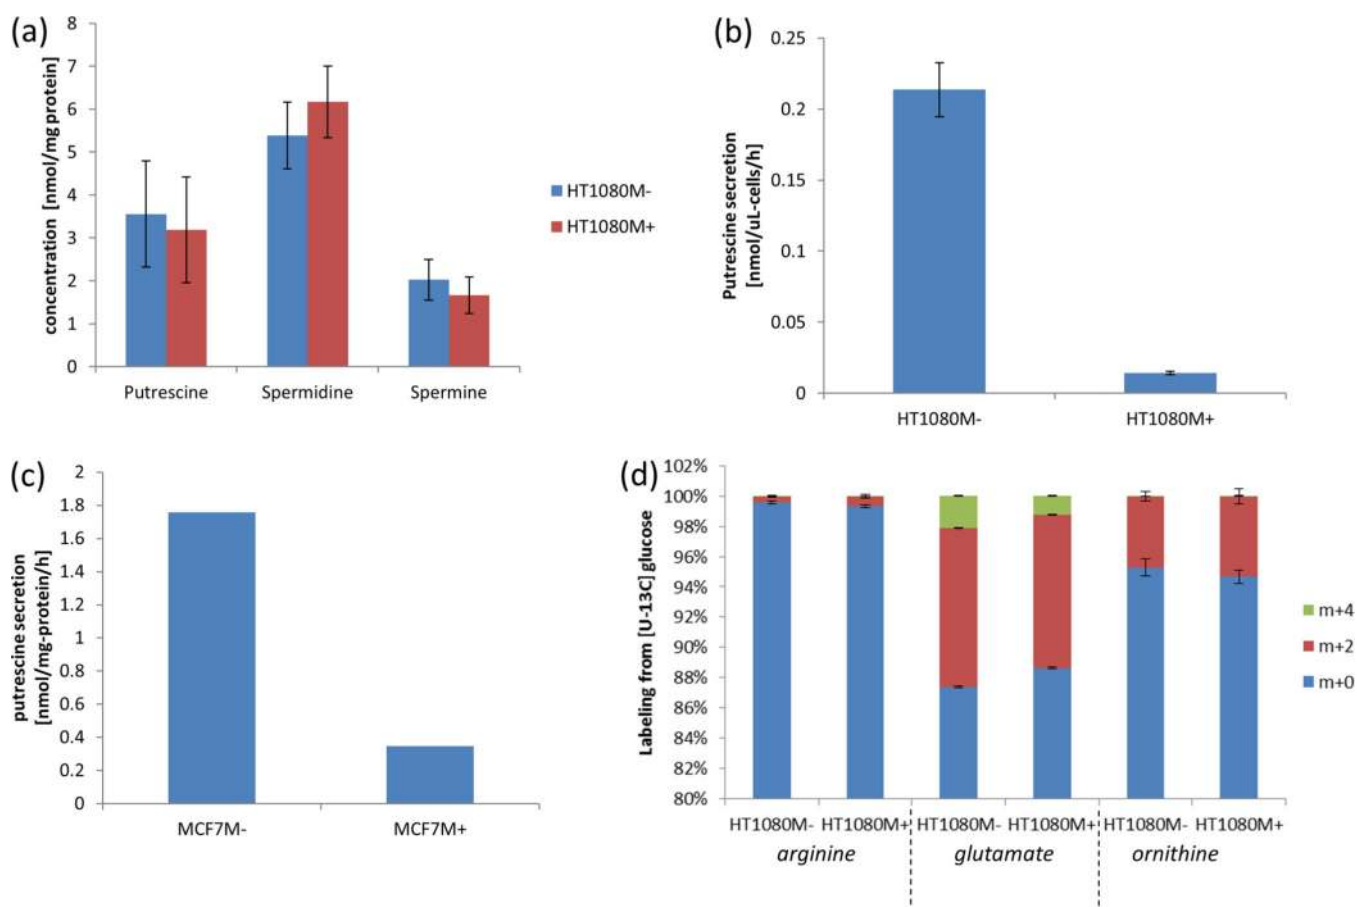 (a)
concentration [nmol/mg protein]
8
7
6
5
4
3
2
1
0
Putrescine Spermidine Spermine
HT1080M-
HT1080M+
(b)
Putrescine secretion
[nmol/uL-cells/h]
0.25
0.2
0.15
0.1
0.05
0
HT1080M- HT1080M+
(c)
putrescine secretion
[nmol/mg-protein/h]
2
1.8
1.6
1.4
1.2
1
0.8
0.6
0.4
0.2
0
MCF7M- MCF7M+
(d)
Labeling from [U-13C] glucose
102%
100%
98%
96%
94%
92%
90%
88%
86%
84%
82%
80%
HT1080M- HT1080M+ HT1080M- HT1080M+ HT1080M- HT1080M+
arginine glutamate ornithine
m+4
m+2
m+0